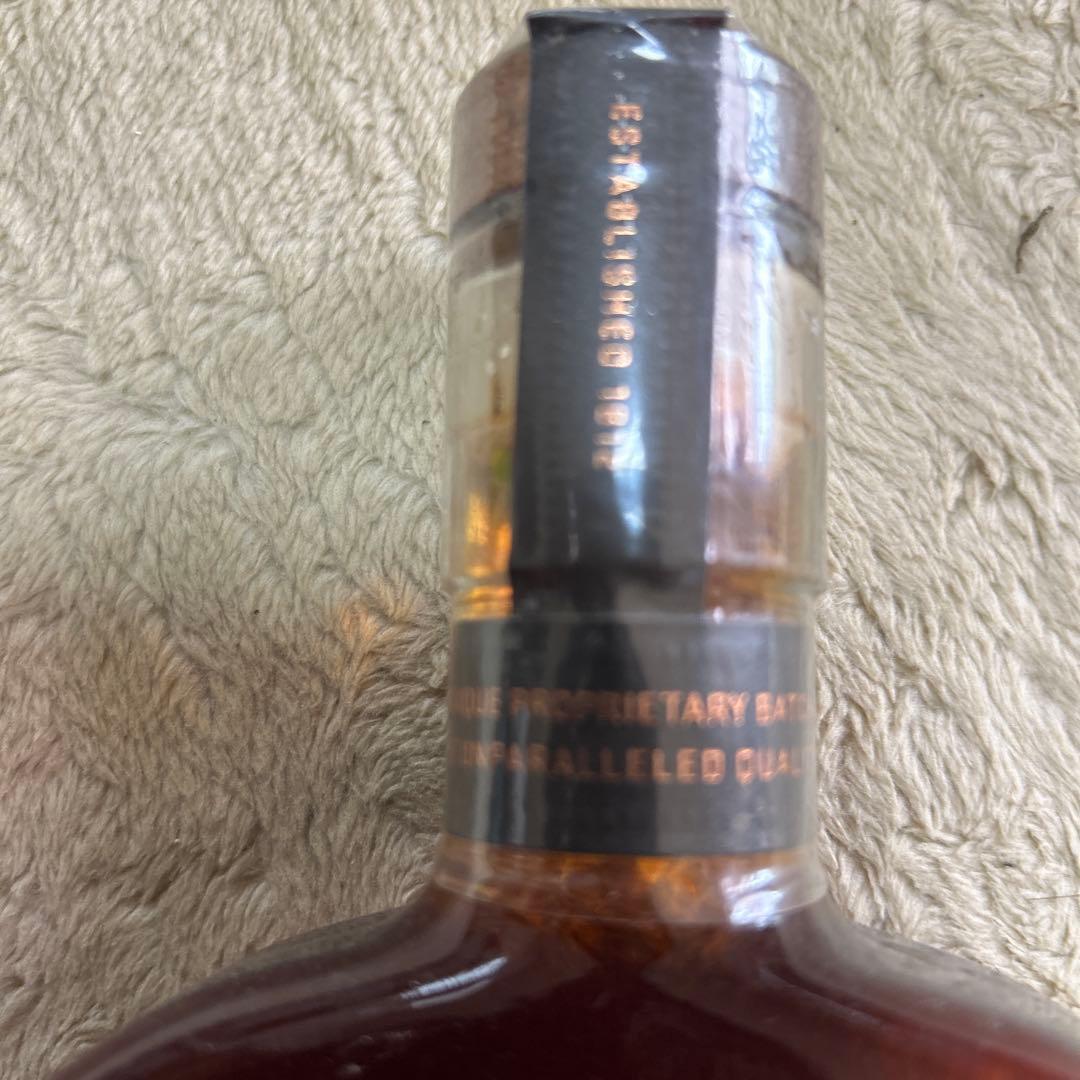 ESTABLISHED 1812
PROPRIETARY BATC
UNPARALLELED QUAL